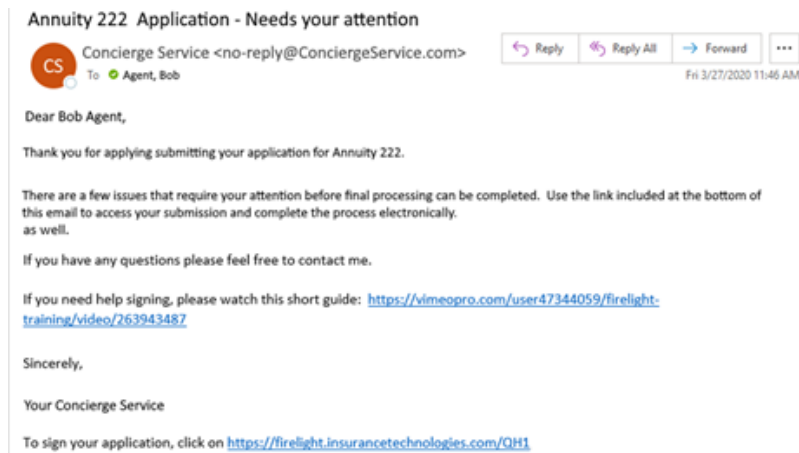 Annuity 222 Application - Needs your attention
CS
Concierge Service <no-reply@ConciergeService.com>
Reply
Reply All
Forward
To Agent, Bob
Fri 3/27/2020 11:46 AM
Dear Bob Agent,
Thank you for applying submitting your application for Annuity 222.
There are a few issues that require your attention before final processing can be completed. Use the link included at the bottom of
this email to access your submission and complete the process electronically.
as well.
If you have any questions please feel free to contact me.
If you need help signing, please watch this short guide: https://vimeopro.com/user47344059/firelight-
training/video/263943487
Sincerely,
Your Concierge Service
To sign your application, click on https://firelight.insurancetechnologies.com/QH1